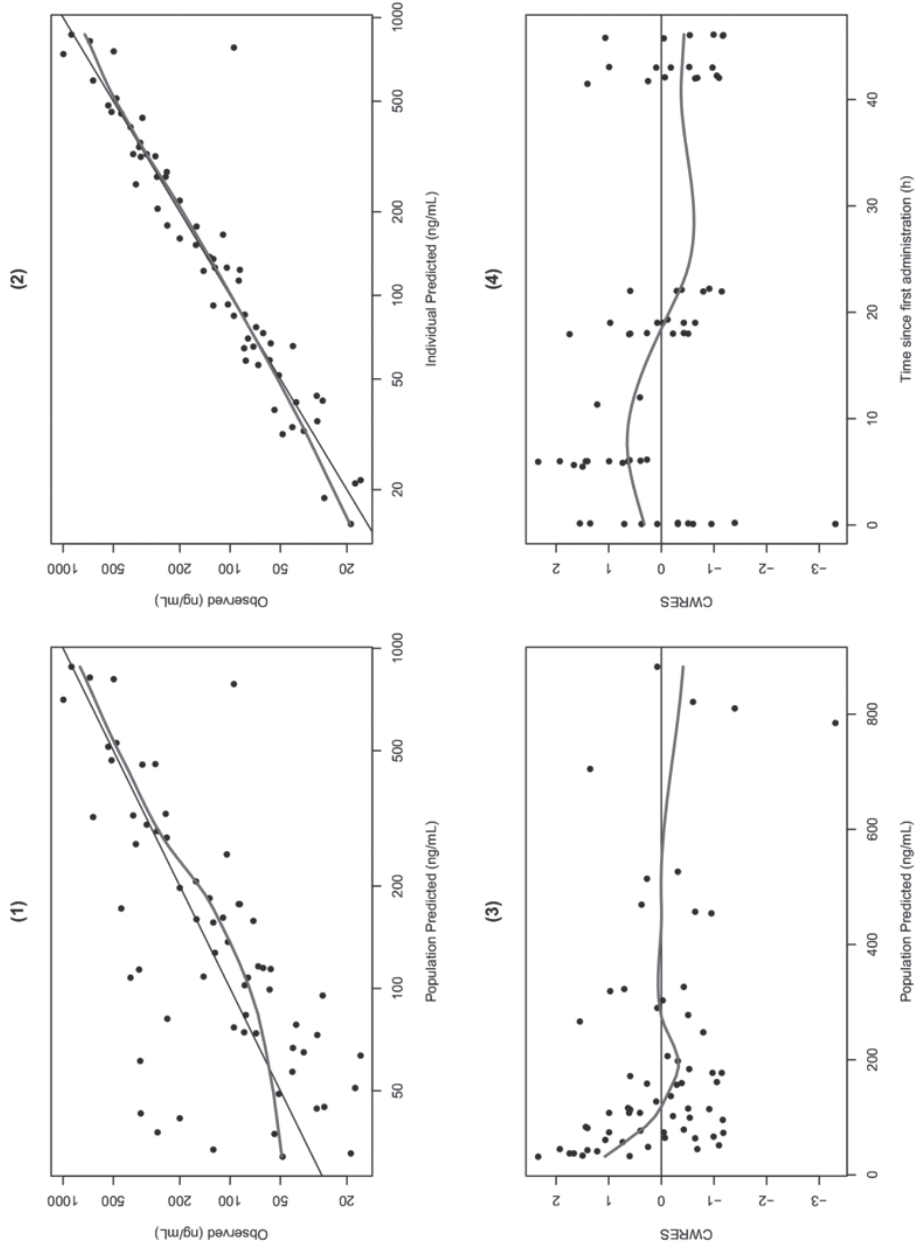 (1)
Observed (ng/mL)
1000
500
200
100
50
20
50 100 200 500 1000
Population Predicted (ng/mL)
(2)
Observed (ng/mL)
1000
500
200
100
50
20
20 50 100 200 500 1000
Individual Predicted (ng/mL)
(3)
CWRES
2
1
0
−1
−2
−3
0 200 400 600 800
Population Predicted (ng/mL)
(4)
CWRES
2
1
0
−1
−2
−3
0 10 20 30 40
Time since first administration (h)